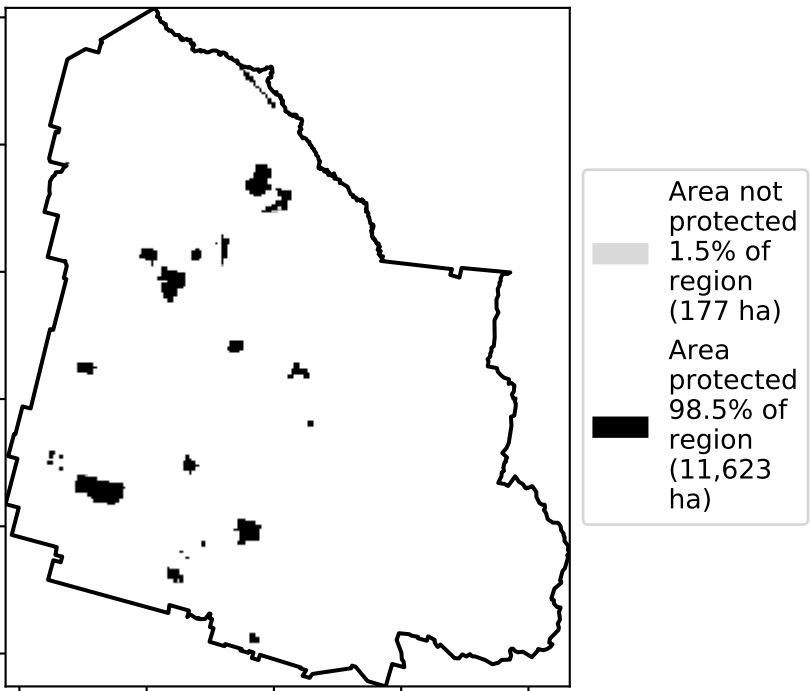 Area not
protected
1.5% of
region
(177 ha)
Area
protected
98.5% of
region
(11,623
ha)